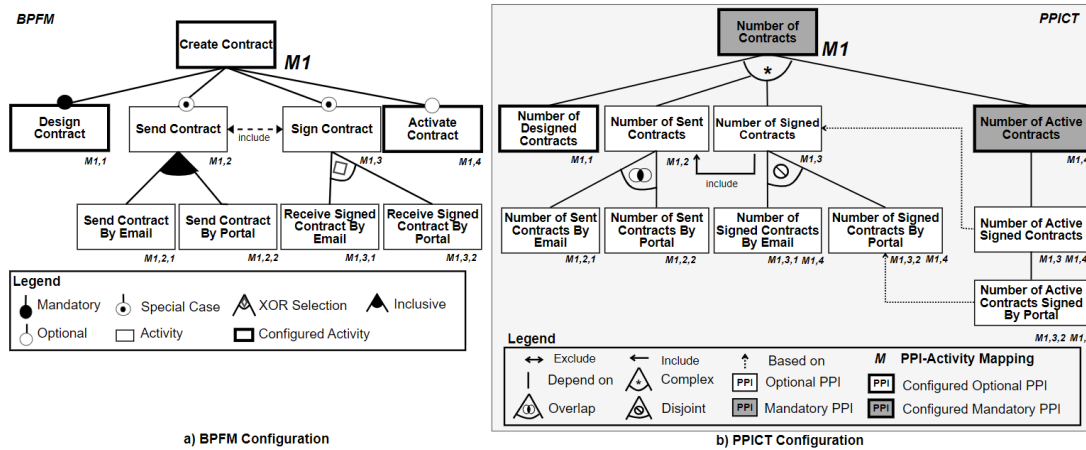 BPFM
Create Contract
M1
Design
Contract
M1,1
Send Contract
M1,2
include
Sign Contract
M1,3
Activate
Contract
M1,4
Send Contract
By Email
M1,2,1
Send Contract
By Portal
M1,2,2
Receive Signed
Contract By
Email
M1,3,1
Receive Signed
Contract By
Portal
M1,3,2
Legend
Mandatory
Special Case
XOR Selection
Inclusive
Optional
Activity
Configured Activity
a) BPFM Configuration
PPICT
Number of
Contracts
M1
*
Number of
Designed
Contracts
M1,1
Number of Sent
Contracts
M1,2
Number of Signed
Contracts
M1,3
include
Number of Active
Contracts
M1,4
Number of Sent
Contracts By
Email
M1,2,1
Number of Sent
Contracts By
Portal
M1,2,2
Number of
Signed Contracts
By Email
M1,3,1 M1,4
Number of Signed
Contracts By
Portal
M1,3,2 M1,4
Number of Active
Signed Contracts
M1,3 M1,4
Number of Active
Contracts Signed
By Portal
M1,3,2
Legend
Exclude
Include
Based on
M PPI-Activity Mapping
Depend on
*
Complex
PPI Optional PPI
PPI Configured Optional PPI
Overlap
Disjoint
PPI Mandatory PPI
PPI Configured Mandatory PPI
b) PPICT Configuration